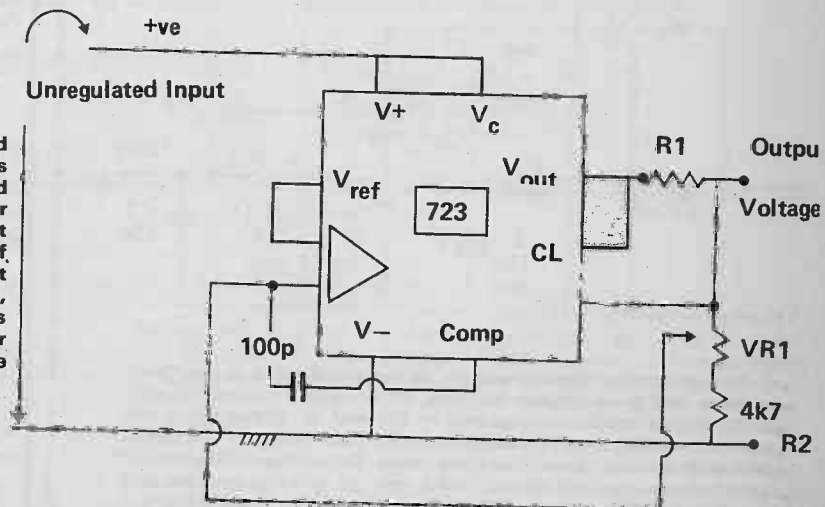 +ve
Unregulated Input
V+
Vc
R1
Outpu
Vout
Voltage
Vref
723
CL
V−
Comp
100p
VR1
4k7
R2
d
s
d
r
t
f
t
,
s
r
e